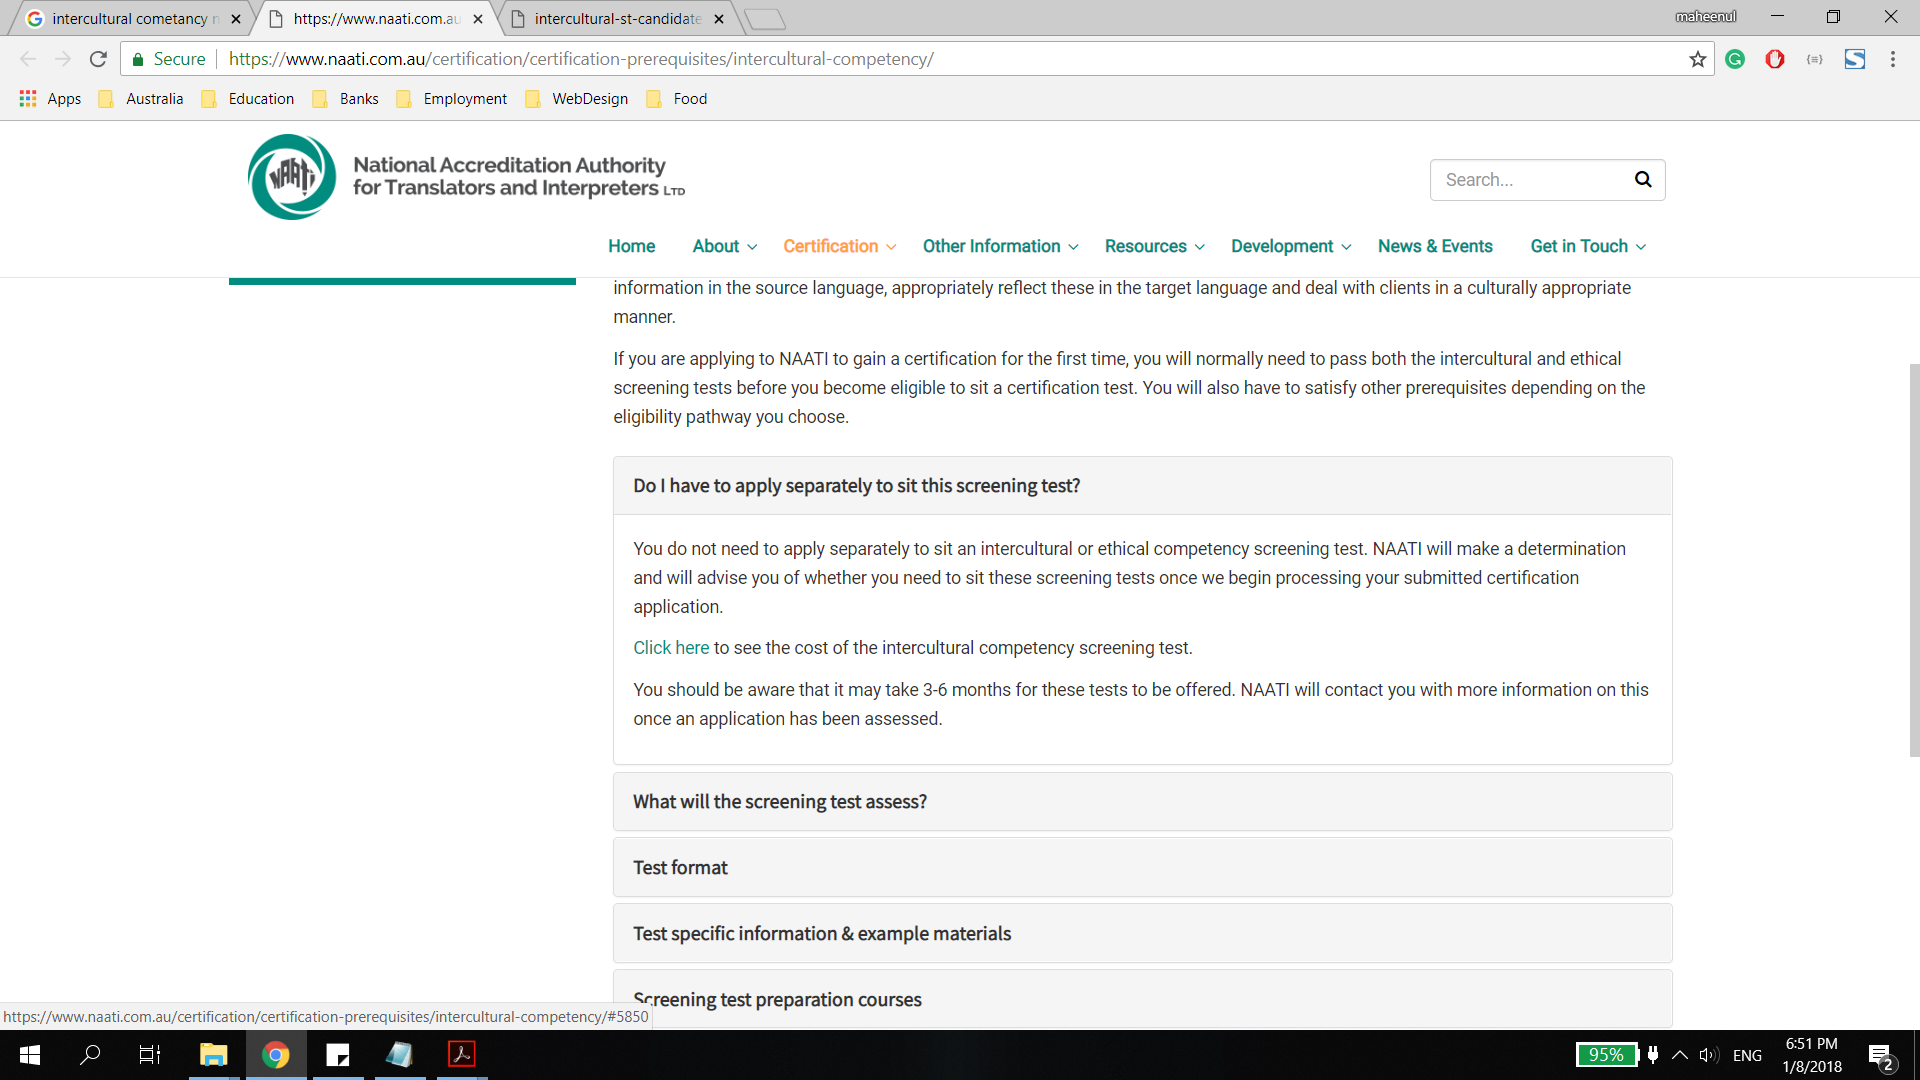 intercultural cometancy n
https://www.naati.com.au
intercultural-st-candidate
maheenul
Secure
https://www.naati.com.au/certification/certification-prerequisites/intercultural-competency/
Apps
Australia
Education
Banks
Employment
WebDesign
Food
NAATI
National Accreditation Authority
for Translators and Interpreters LTD
Search...
Home
About
Certification
Other Information
Resources
Development
News & Events
Get in Touch
information in the source language, appropriately reflect these in the target language and deal with clients in a culturally appropriate
manner.
If you are applying to NAATI to gain a certification for the first time, you will normally need to pass both the intercultural and ethical
screening tests before you become eligible to sit a certification test. You will also have to satisfy other prerequisites depending on the
eligibility pathway you choose.
Do I have to apply separately to sit this screening test?
You do not need to apply separately to sit an intercultural or ethical competency screening test. NAATI will make a determination
and will advise you of whether you need to sit these screening tests once we begin processing your submitted certification
application.
Click here to see the cost of the intercultural competency screening test.
You should be aware that it may take 3-6 months for these tests to be offered. NAATI will contact you with more information on this
once an application has been assessed.
What will the screening test assess?
Test format
Test specific information & example materials
Screening test preparation courses
https://www.naati.com.au/certification/certification-prerequisites/intercultural-competency/#5850
95%
ENG
6:51 PM
1/8/2018
2